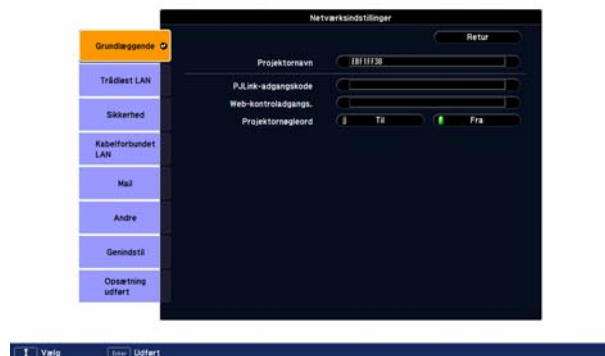 Netværksindstillinger
Retur
Grundlæggende
Projektornavn EBF1FF38
Trådløst LAN
PJLink-adgangskode
Web-kontroladgangs.
Sikkerhed
Projektornøgleord Til Fra
Kabelforbundet
LAN
Mail
Andre
Genindstil
Opsætning
udført
Vælg Enter Udført